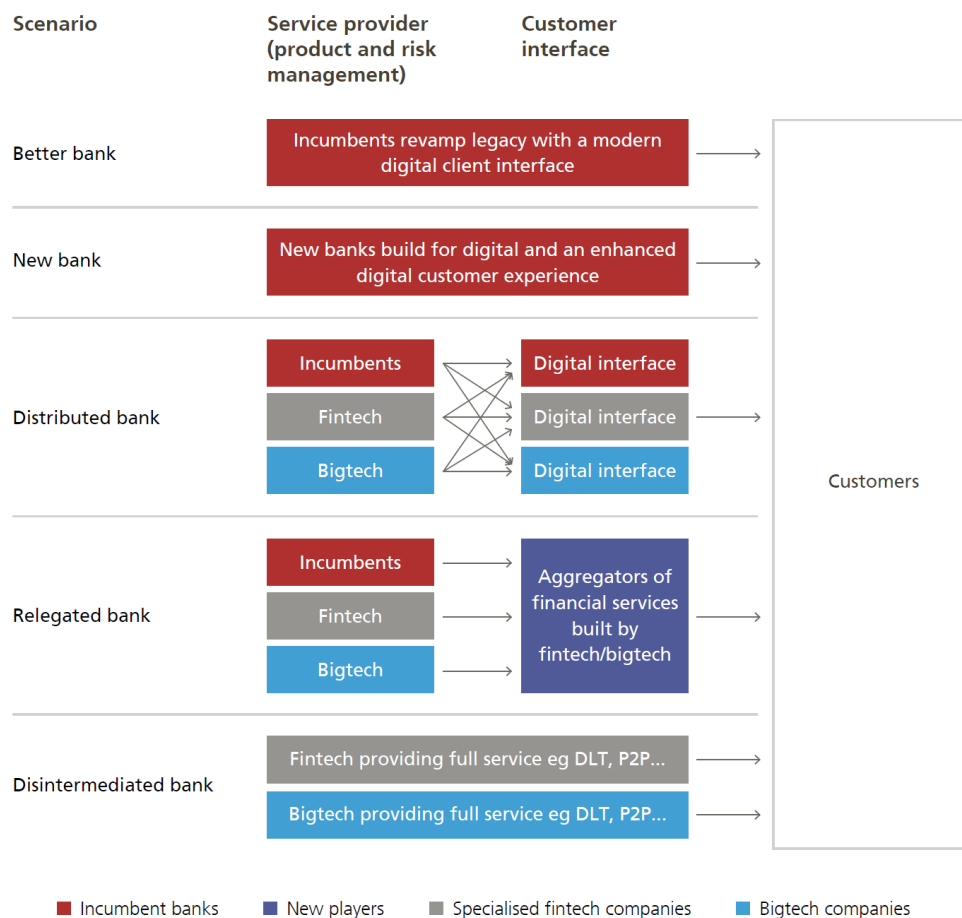 Scenario
Service provider
(product and risk
management)
Customer
interface
Better bank
Incumbents revamp legacy with a modern
digital client interface
New bank
New banks build for digital and an enhanced
digital customer experience
Distributed bank
Incumbents
Digital interface
Fintech
Digital interface
Bigtech
Digital interface
Customers
Relegated bank
Incumbents
Fintech
Bigtech
Aggregators of
financial services
built by
fintech/bigtech
Disintermediated bank
Fintech providing full service eg DLT, P2P...
Bigtech providing full service eg DLT, P2P...
Incumbent banks
New players
Specialised fintech companies
Bigtech companies